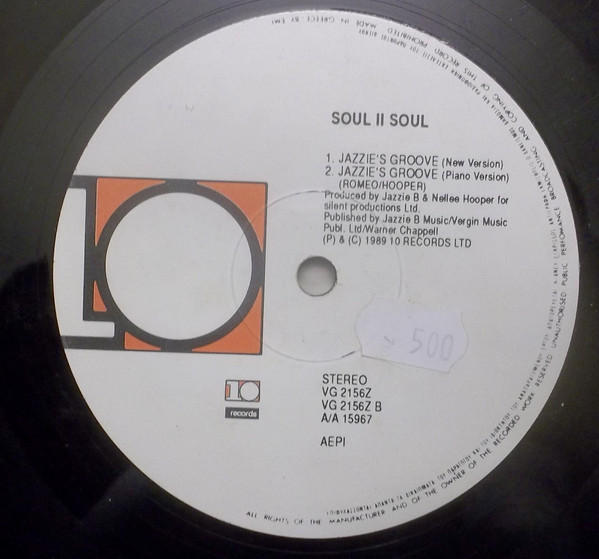 SOUL II SOUL
1. JAZZIE'S GROOVE (New Version)
2. JAZZIE'S GROOVE (Piano Version)
(ROMEO/HOOPER)
Produced by Jazzie B & Nellee Hooper for
silent productions Ltd.
Published by Jazzie B Music/Vergin Music
Publ. Ltd/Warner Chappell
(P) & (C) 1989 10 RECORDS LTD
10
500
10
records
STEREO
VG 2156Z
VG 2156Z B
A/A 15967
AEPI
ALL RIGHTS OF THE MANUFACTURER AND OF THE OWNER OF THE RECORDED WORK RESERVED UNAUTHORISED PUBLIC PERFOMANCE BROADCASTING AND COPYING OF THIS RECORD PROHIBITED MADE IN GREECE BY EMI